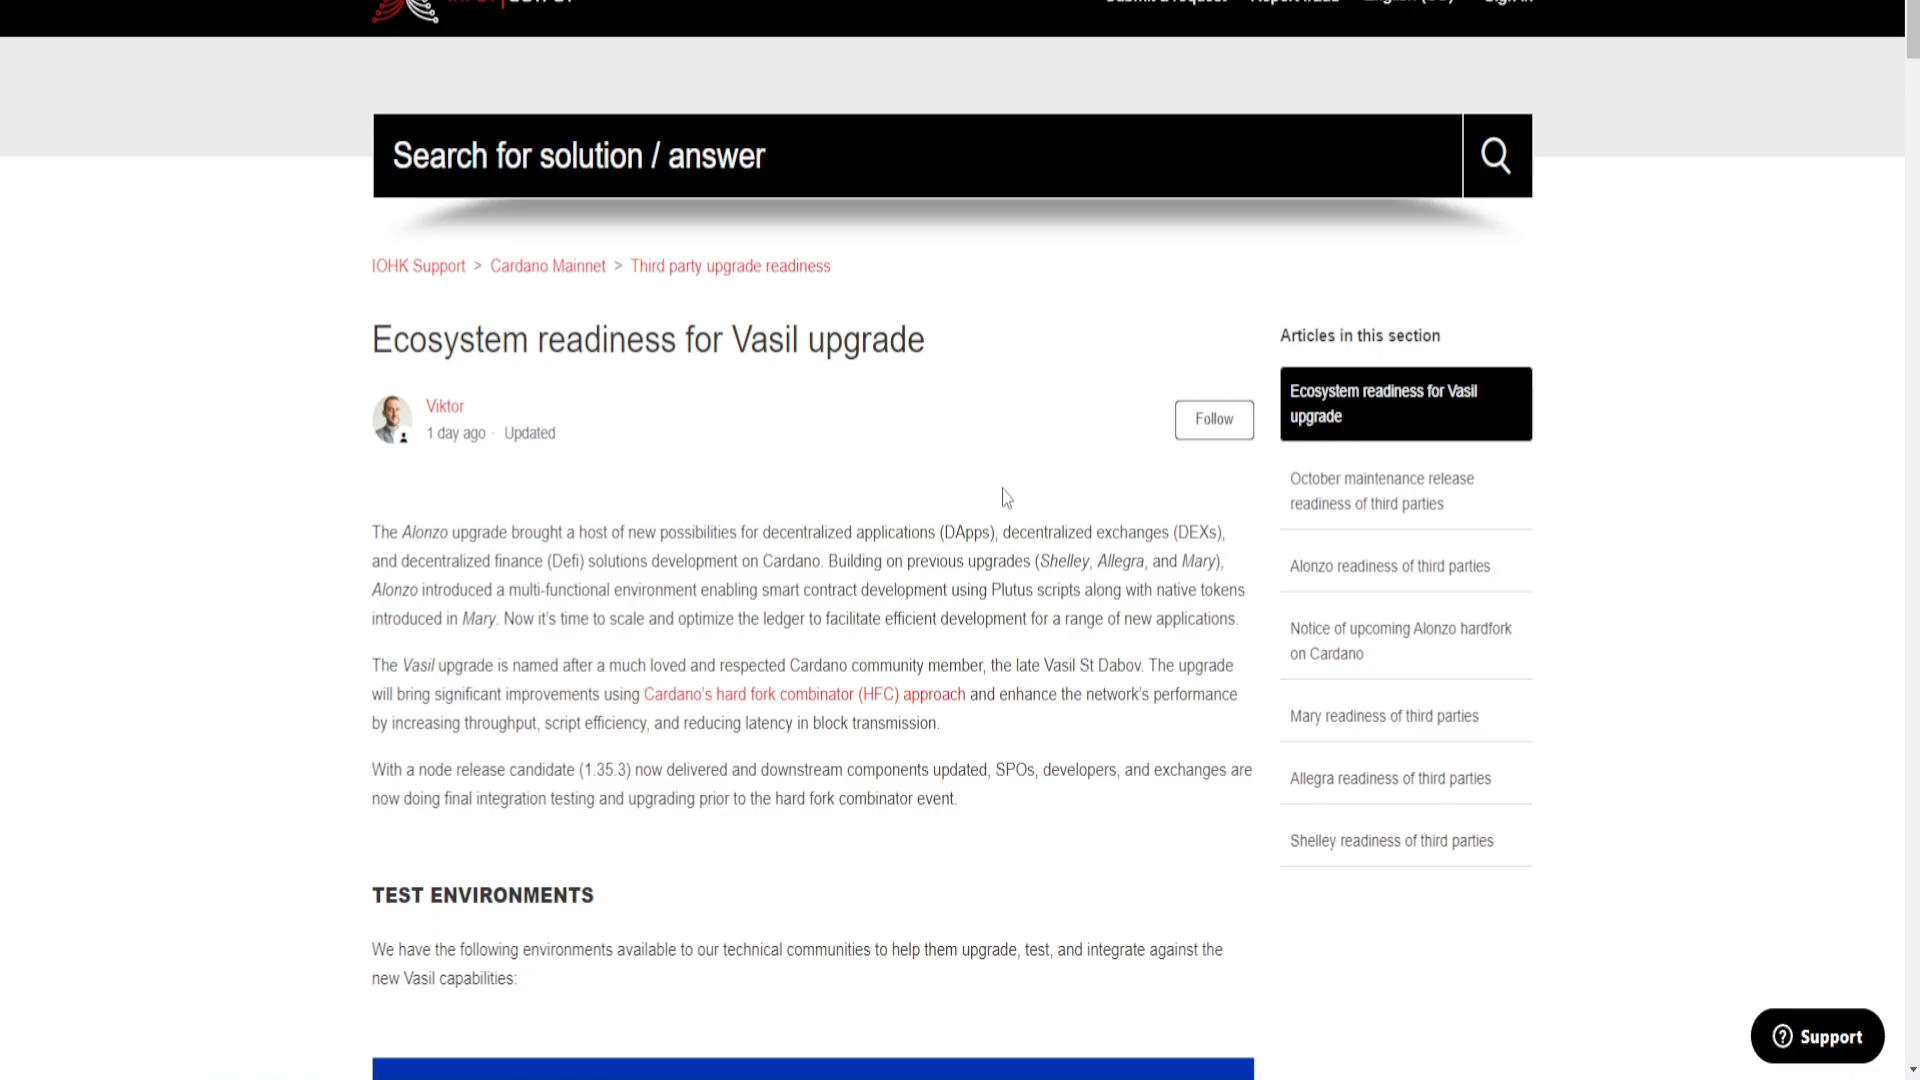 Search for solution / answer
IOHK Support > Cardano Mainnet > Third party upgrade readiness
Ecosystem readiness for Vasil upgrade
Viktor
1 day ago · Updated
Follow
The Alonzo upgrade brought a host of new possibilities for decentralized applications (DApps), decentralized exchanges (DEXs),
and decentralized finance (Defi) solutions development on Cardano. Building on previous upgrades (Shelley, Allegra, and Mary),
Alonzo introduced a multi-functional environment enabling smart contract development using Plutus scripts along with native tokens
introduced in Mary. Now it’s time to scale and optimize the ledger to facilitate efficient development for a range of new applications.
The Vasil upgrade is named after a much loved and respected Cardano community member, the late Vasil St Dabov. The upgrade
will bring significant improvements using Cardano’s hard fork combinator (HFC) approach and enhance the network’s performance
by increasing throughput, script efficiency, and reducing latency in block transmission.
With a node release candidate (1.35.3) now delivered and downstream components updated, SPOs, developers, and exchanges are
now doing final integration testing and upgrading prior to the hard fork combinator event.
TEST ENVIRONMENTS
We have the following environments available to our technical communities to help them upgrade, test, and integrate against the
new Vasil capabilities:
Articles in this section
Ecosystem readiness for Vasil
upgrade
October maintenance release
readiness of third parties
Alonzo readiness of third parties
Notice of upcoming Alonzo hardfork
on Cardano
Mary readiness of third parties
Allegra readiness of third parties
Shelley readiness of third parties
Support